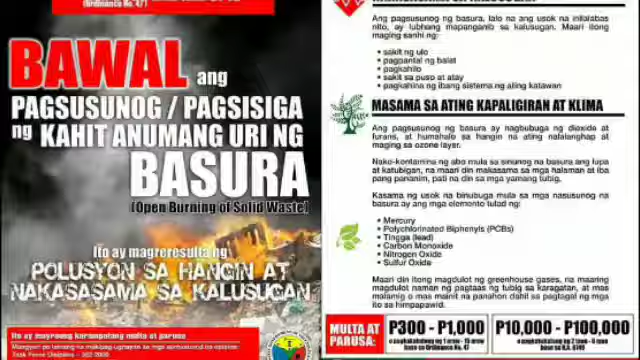 (Ordinance No. 47)
BAWAL ang
PAGSUSUNOG / PAGSISIGA
ng KAHIT ANUMANG URI NG
BASURA
(Open Burning of Solid Waste)
Ito ay magreresulta ng
POLUSYON SA HANGIN AT
NAKASASAMA SA KALUSUGAN
Ito ay mayroong karampatang multa at parusa
Ang pagsusunog ng basura, lalo na ang usok na inilalabas
nito, ay lubhang mapanganib sa kalusugan. Maari itong
maging sanhi ng:
• sakit ng ulo
• pagpantal ng balat
• pagkahilo
• sakit sa puso at atay
• pagkahina ng ibang sistema ng ating katawan
MASAMA SA ATING KAPALIGIRAN AT KLIMA
Ang pagsusunog ng basura ay nagbubuga ng dioxide at
furans, at humahalo sa hangin na ating nalalanghap at
maging sa ozone layer.
Nako-kontamina ng abo mula sa sinunog na basura ang lupa
at katubigan, na maari din makasama sa mga halaman at iba
pang pananim, pati na din sa mga yamang tubig.
Kasama ng usok na binubuga mula sa mga nasusunog na
basura ay ang mga elemento tulad ng:
• Mercury
• Polychlorinated Biphenyls (PCBs)
• Tingga (lead)
• Carbon Monoxide
• Nitrogen Oxide
• Sulfur Oxide
Maari din itong magdulot ng greenhouse gases, na maaring
magdulot naman ng pagtaas ng tubig sa karagatan, at mas
malamig o mas mainit na panahon dahil sa pagtagal ng mga
ito sa himpapawid.
MULTA AT
PARUSA:
P300 - P1,000
P10,000 - P100,000